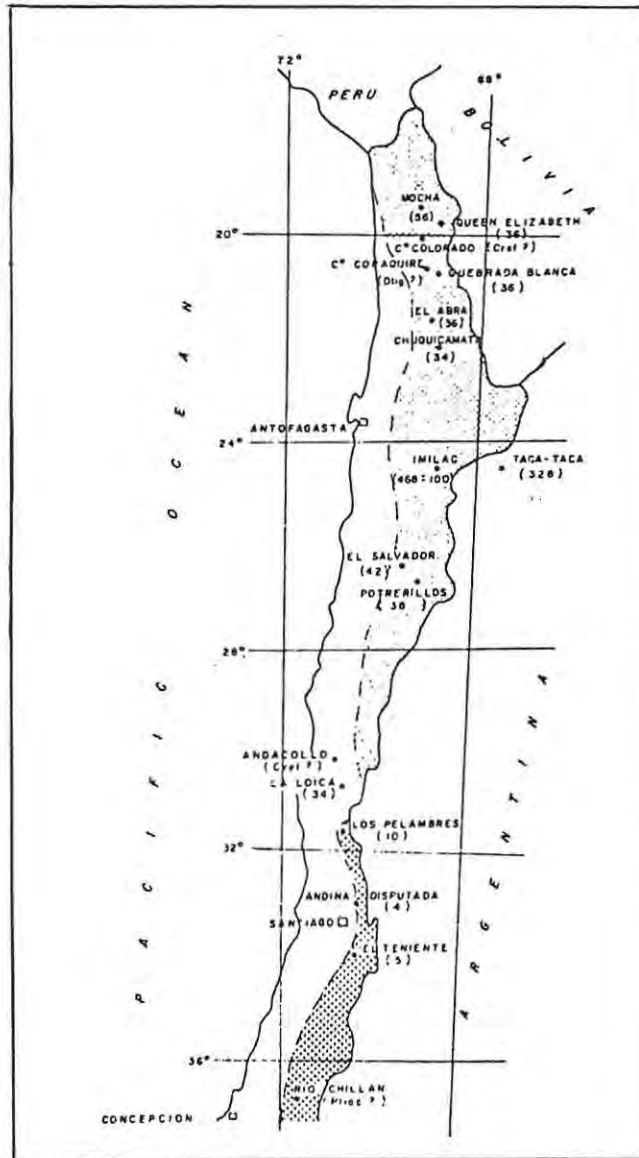 72°
68°
PERU
BOLIVIA
MOCHA
(56)
QUEEN ELIZABETH
(36)
20°
Cº COLORADO (Cret ?)
Cº COPAQUIRE
(Olig ?)
QUEBRADA BLANCA
(36)
EL ABRA
(36)
CHUQUICAMATA
(34)
ANTOFAGASTA
24°
IMILAC
TACA-TACA
(328)
EL SALVADOR.
(42)
POTRERILLOS
(38 )
28°
ANDACOLLO
(Cret ?)
LA LOICA
(34)
LOS PELAMBRES
(10)
32°
ANDINA DISPUTADA
(4)
SANTIAGO
EL TENIENTE
(5)
36°
RIO CHILLAN
(Plioc ?)
CONCEPCION
PACIFIC OCEAN
ARGENTINA